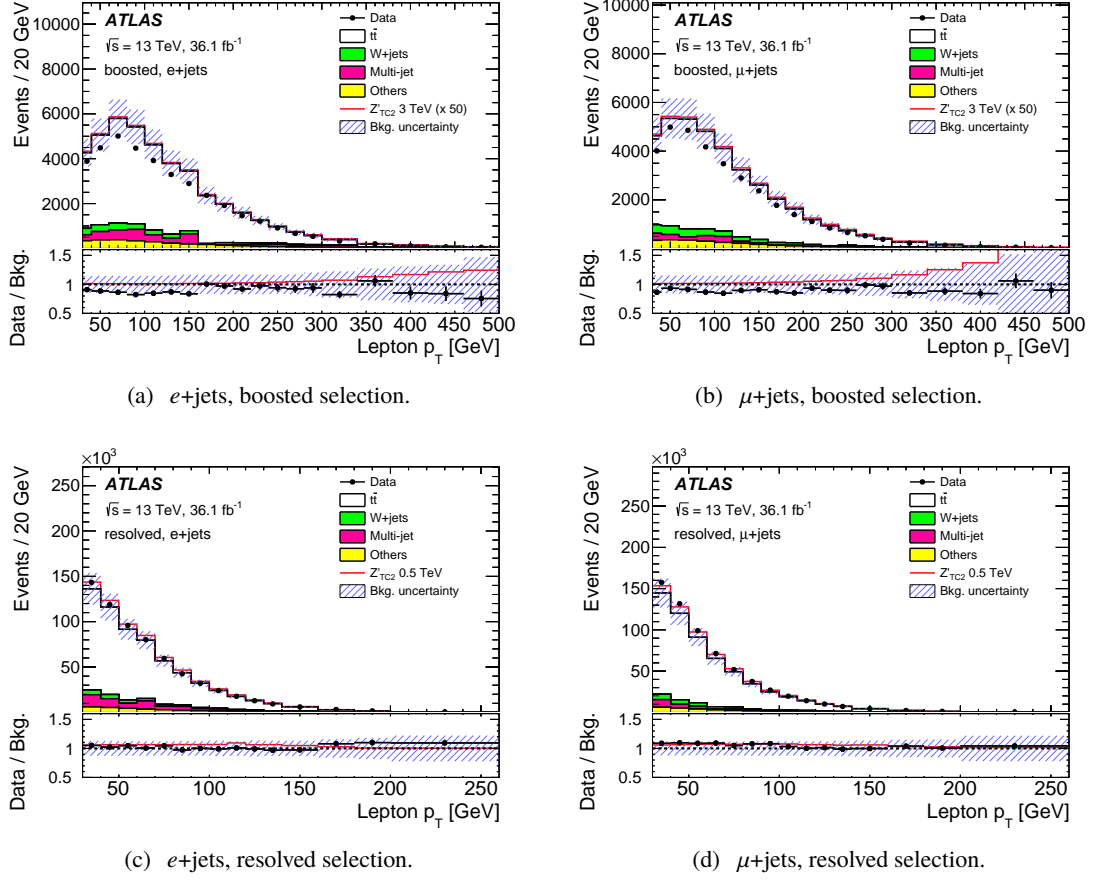 Events / 20 GeV
10000
8000
6000
4000
2000
ATLAS
√s = 13 TeV, 36.1 fb-1
boosted, e+jets
Data
tt̄
W+jets
Multi-jet
Others
Z'TC2 3 TeV (x 50)
Bkg. uncertainty
Data / Bkg.
1.5
1
0.5
50 100 150 200 250 300 350 400 450 500
Lepton pT [GeV]
(a) e+jets, boosted selection.
Events / 20 GeV
10000
8000
6000
4000
2000
ATLAS
√s = 13 TeV, 36.1 fb-1
boosted, μ+jets
Data
tt̄
W+jets
Multi-jet
Others
Z'TC2 3 TeV (x 50)
Bkg. uncertainty
Data / Bkg.
1.5
1
0.5
50 100 150 200 250 300 350 400 450 500
Lepton pT [GeV]
(b) μ+jets, boosted selection.
×10³
Events / 20 GeV
250
200
150
100
50
ATLAS
√s = 13 TeV, 36.1 fb-1
resolved, e+jets
Data
tt̄
W+jets
Multi-jet
Others
Z'TC2 0.5 TeV
Bkg. uncertainty
Data / Bkg.
1.5
1
0.5
50 100 150 200 250
Lepton pT [GeV]
(c) e+jets, resolved selection.
×10³
Events / 20 GeV
250
200
150
100
50
ATLAS
√s = 13 TeV, 36.1 fb-1
resolved, μ+jets
Data
tt̄
W+jets
Multi-jet
Others
Z'TC2 0.5 TeV
Bkg. uncertainty
Data / Bkg.
1.5
1
0.5
50 100 150 200 250
Lepton pT [GeV]
(d) μ+jets, resolved selection.